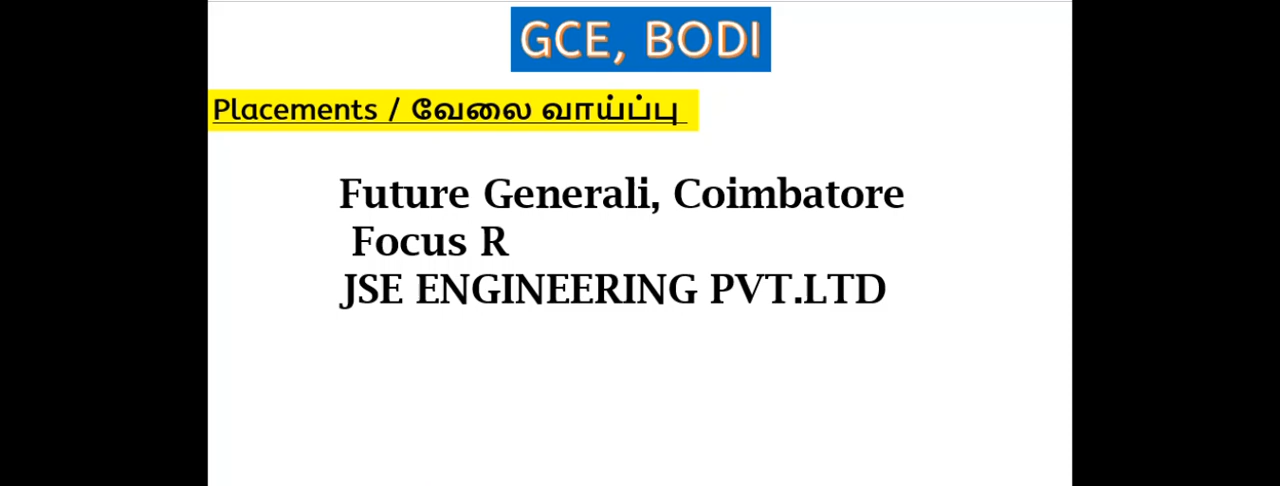 GCE, BODI
Placements / வேலை வாய்ப்பு
Future Generali, Coimbatore
Focus R
JSE ENGINEERING PVT.LTD